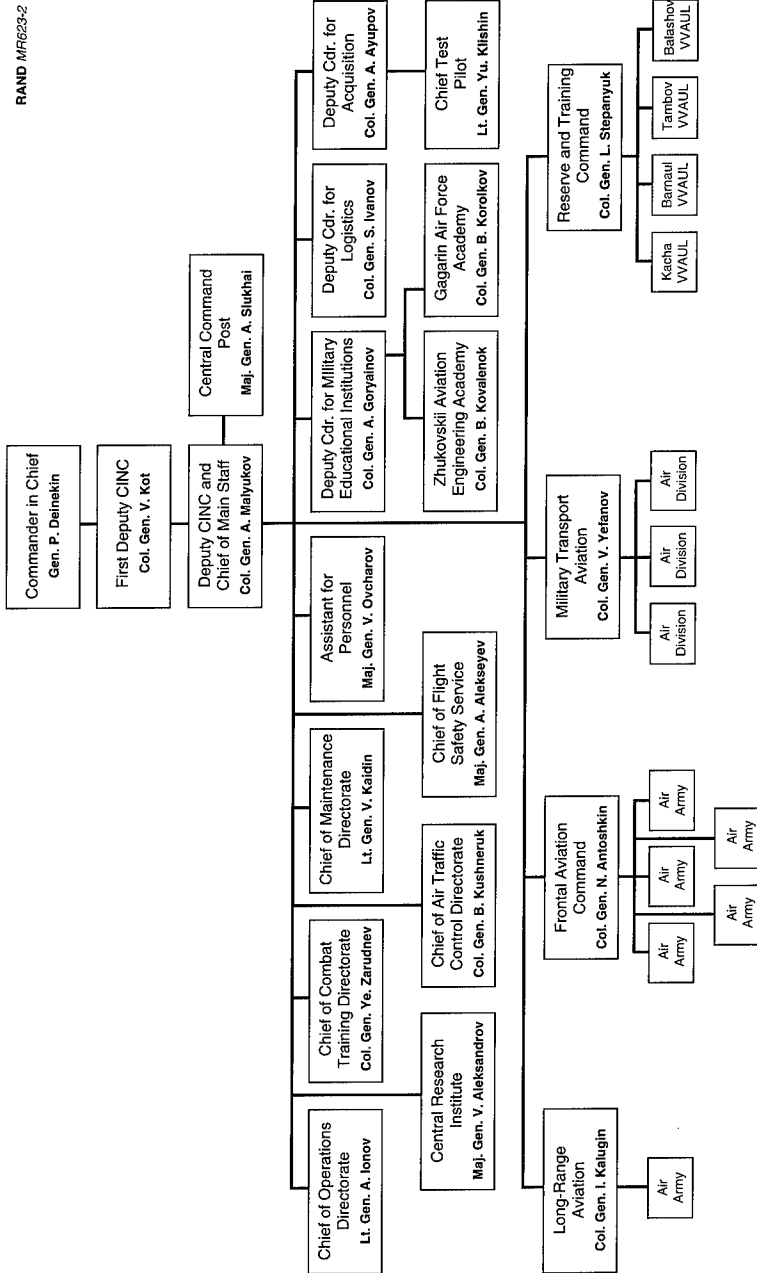 RAND MR623-2
Commander in Chief
Gen. P. Deinekin
First Deputy CINC
Col. Gen. V. Kot
Deputy CINC and
Chief of Main Staff
Col. Gen. A. Malyukov
Central Command
Post
Maj. Gen. A. Slukhai
Chief of Operations
Directorate
Lt. Gen. A. Ionov
Chief of Combat
Training Directorate
Col. Gen. Ye. Zarudnev
Chief of Maintenance
Directorate
Lt. Gen. V. Kaidin
Assistant for
Personnel
Maj. Gen. V. Ovcharov
Deputy Cdr. for Military
Educational Institutions
Col. Gen. A. Goryainov
Deputy Cdr. for
Logistics
Col. Gen. S. Ivanov
Deputy Cdr. for
Acquisition
Col. Gen. A. Ayupov
Central Research
Institute
Maj. Gen. V. Aleksandrov
Chief of Air Traffic
Control Directorate
Col. Gen. B. Kushneruk
Chief of Flight
Safety Service
Maj. Gen. A. Alekseyev
Zhukovskii Aviation
Engineering Academy
Col. Gen. B. Kovalenok
Gagarin Air Force
Academy
Col. Gen. B. Korolkov
Chief Test
Pilot
Lt. Gen. Yu. Klishin
Long-Range
Aviation
Col. Gen. I. Kalugin
Frontal Aviation
Command
Col. Gen. N. Antoshkin
Military Transport
Aviation
Col. Gen. V. Yefanov
Reserve and Training
Command
Col. Gen. L. Stepanyuk
Air
Army
Air
Army
Air
Army
Air
Army
Air
Army
Air
Army
Air
Division
Air
Division
Air
Division
Kacha
VVAUL
Barnaul
VVAUL
Tambov
VVAUL
Balashov
VVAUL